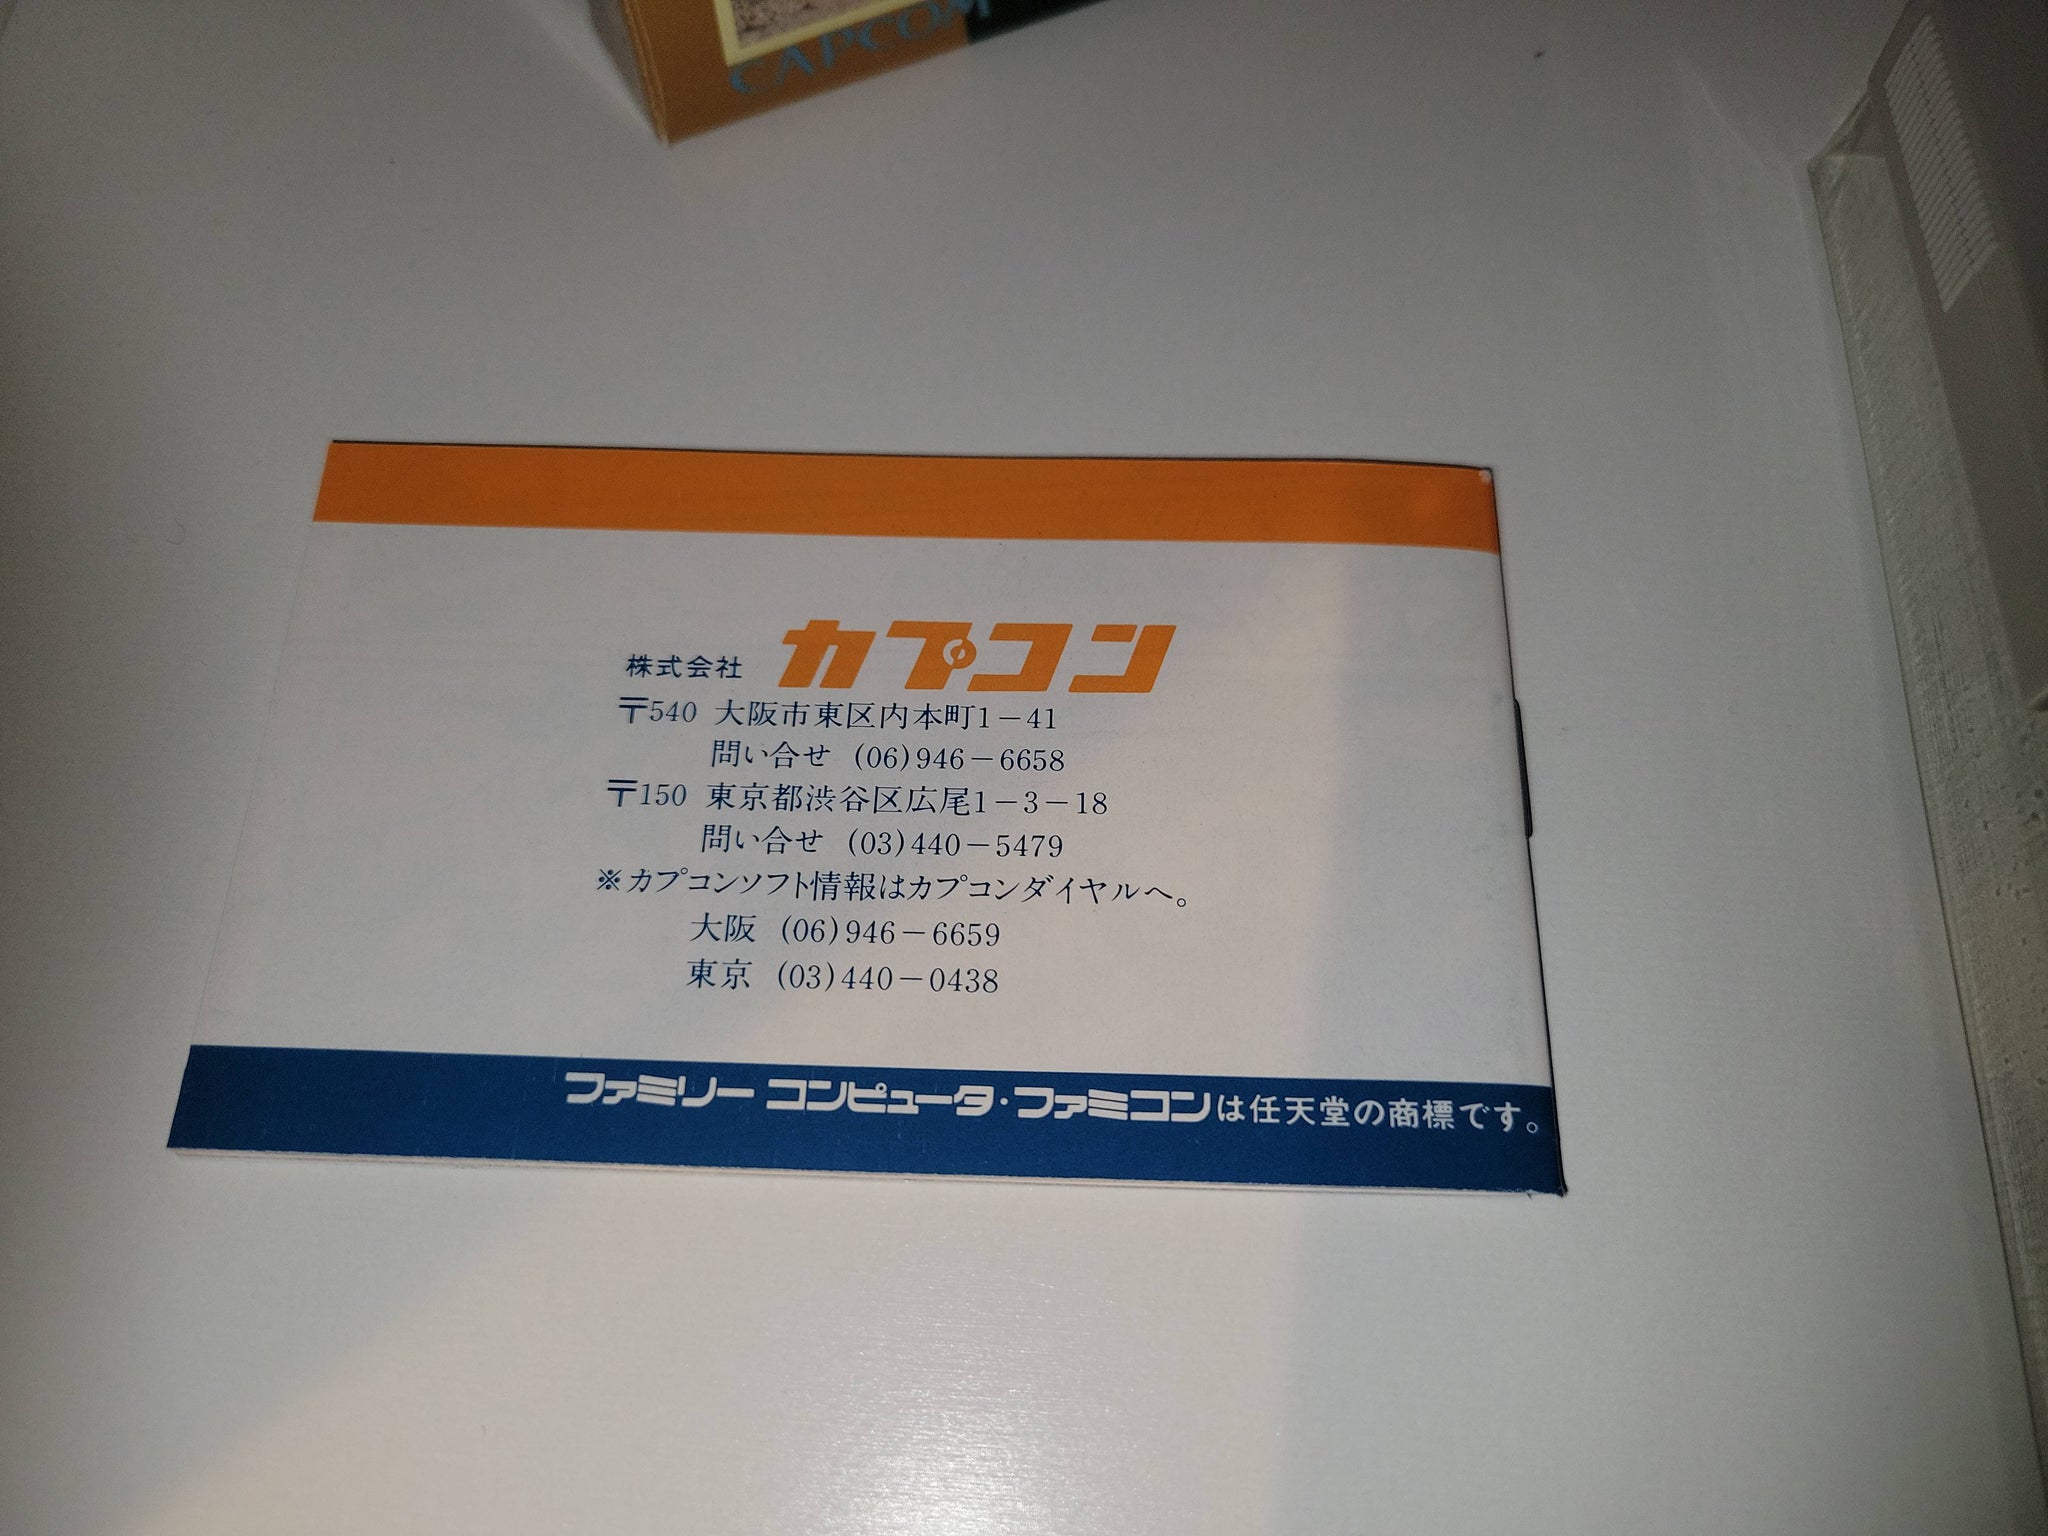 CAPCOM
株式会社 カプコン
〒540 大阪市東区内本町1-41
問い合せ (06)946-6658
〒150 東京都渋谷区広尾1-3-18
問い合せ (03)440-5479
※カプコンソフト情報はカプコンダイヤルへ。
大阪 (06)946-6659
東京 (03)440-0438
ファミリー コンピュータ・ファミコンは任天堂の商標です。